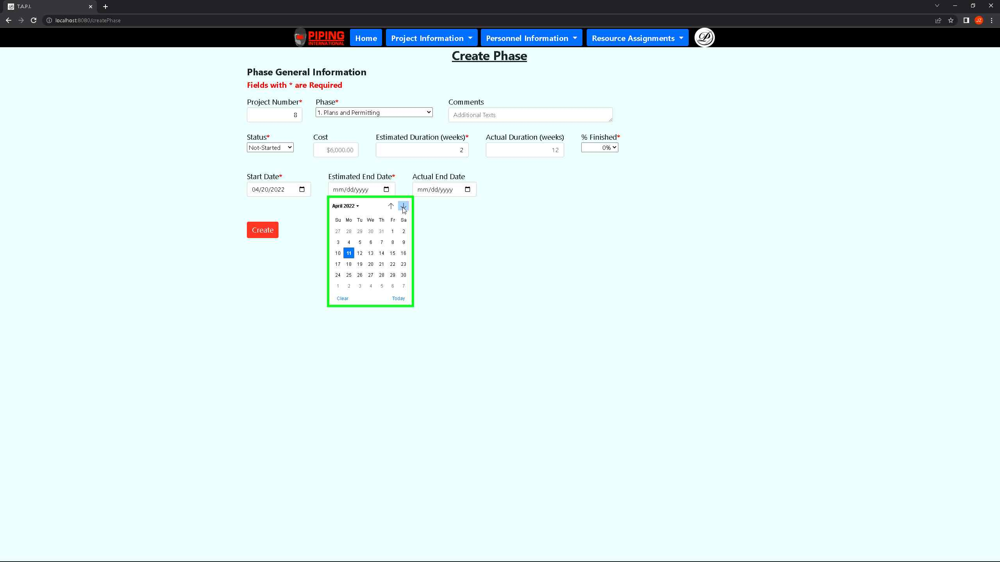 T.A.P.I.
localhost:8080/createPhase
JZ
PIPING
INTERNATIONAL
Home
Project Information
Personnel Information
Resource Assignments
Create Phase
Phase General Information
Fields with * are Required
Project Number* Phase* Comments
8 1. Plans and Permitting Additional Texts
Status* Cost Estimated Duration (weeks)* Actual Duration (weeks) % Finished*
Not-Started $6,000.00 2 12 0%
Start Date* Estimated End Date* Actual End Date
04/20/2022 mm/dd/yyyy mm/dd/yyyy
April 2022
Su Mo Tu We Th Fr Sa
27 28 29 30 31 1 2
3 4 5 6 7 8 9
10 11 12 13 14 15 16
17 18 19 20 21 22 23
24 25 26 27 28 29 30
1 2 3 4 5 6 7
Clear Today
Create